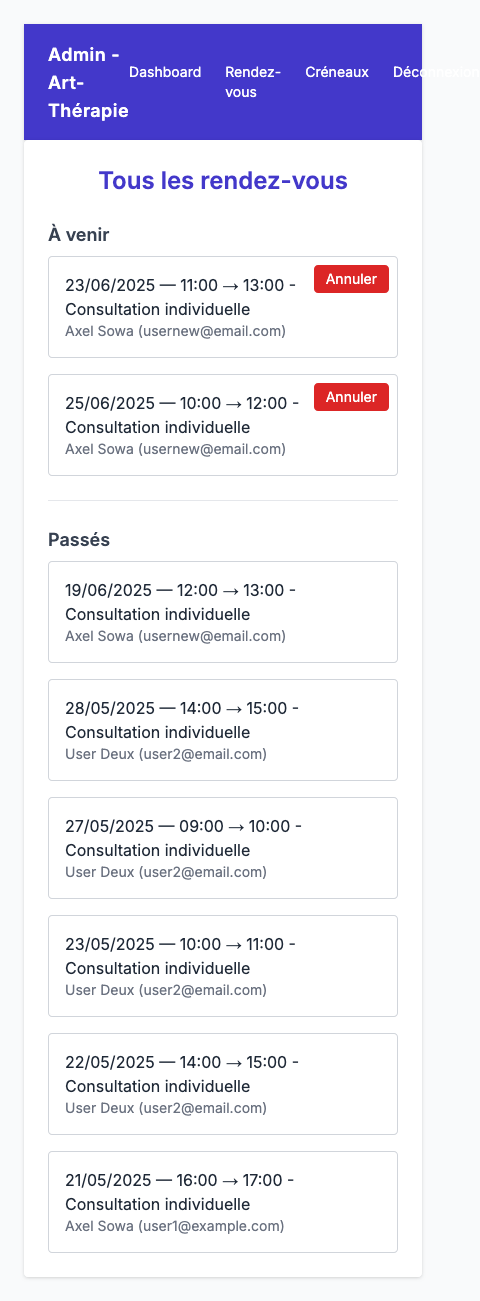 Admin -
Art-
Thérapie
Dashboard
Rendez-
vous
Créneaux
Déconnexion
Tous les rendez-vous
À venir
23/06/2025 — 11:00 → 13:00 -
Consultation individuelle
Axel Sowa (usernew@email.com)
Annuler
25/06/2025 — 10:00 → 12:00 -
Consultation individuelle
Axel Sowa (usernew@email.com)
Annuler
Passés
19/06/2025 — 12:00 → 13:00 -
Consultation individuelle
Axel Sowa (usernew@email.com)
28/05/2025 — 14:00 → 15:00 -
Consultation individuelle
User Deux (user2@email.com)
27/05/2025 — 09:00 → 10:00 -
Consultation individuelle
User Deux (user2@email.com)
23/05/2025 — 10:00 → 11:00 -
Consultation individuelle
User Deux (user2@email.com)
22/05/2025 — 14:00 → 15:00 -
Consultation individuelle
User Deux (user2@email.com)
21/05/2025 — 16:00 → 17:00 -
Consultation individuelle
Axel Sowa (user1@example.com)